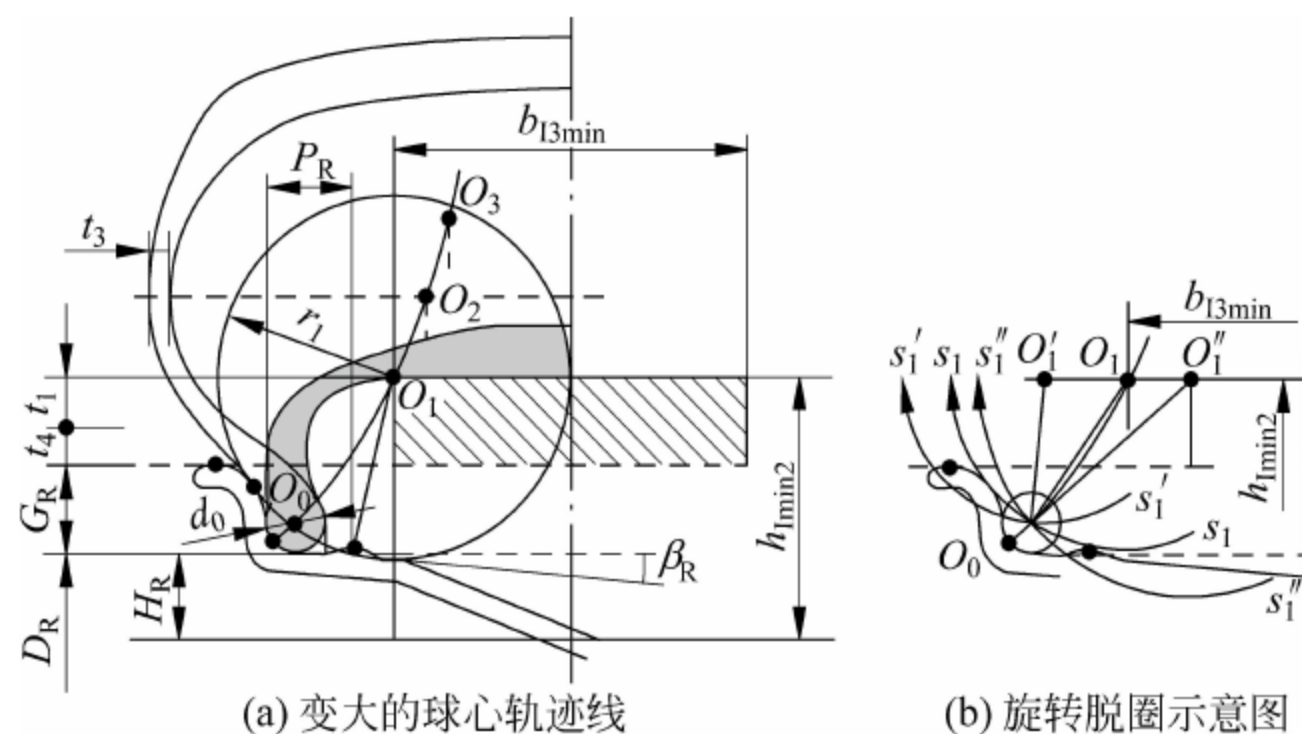 b_I3min
P_R
O_3
t_3
O_2
r_1
O_1
t_1
t_4
G_R
O_0
d_0
h_Imin2
β_R
H_R
D_R
(a) 变大的球心轨迹线
b_I3min
s_1′ s_1 s_1″ O_1′ O_1 O_1″
h_Imin2
s_1′
O_0
s_1
s_1″
(b) 旋转脱圈示意图